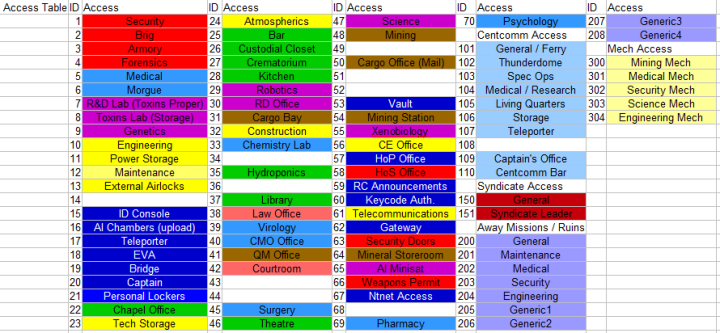 Access Table ID Access ID Access ID Access ID Access ID Access
1 Security 24 Atmospherics 47 Science 70 Psychology 207 Generic3
2 Brig 25 Bar 48 Mining Centcomm Access 208 Generic4
3 Armory 26 Custodial Closet 49 101 General / Ferry Mech Access
4 Forensics 27 Crematorium 50 Cargo Office (Mail) 102 Thunderdome 300 Mining Mech
5 Medical 28 Kitchen 51 103 Spec Ops 301 Medical Mech
6 Morgue 29 Robotics 52 104 Medical / Research 302 Security Mech
7 R&D Lab (Toxins Proper) 30 RD Office 53 Vault 105 Living Quarters 303 Science Mech
8 Toxins Lab (Storage) 31 Cargo Bay 54 Mining Station 106 Storage 304 Engineering Mech
9 Genetics 32 Construction 55 Xenobiology 107 Teleporter
10 Engineering 33 Chemistry Lab 56 CE Office 108
11 Power Storage 34 57 HoP Office 109 Captain's Office
12 Maintenance 35 Hydroponics 58 HoS Office 110 Centcomm Bar
13 External Airlocks 36 59 RC Announcements Syndicate Access
14 37 Library 60 Keycode Auth. 150 General
15 ID Console 38 Law Office 61 Telecommunications 151 Syndicate Leader
16 AI Chambers (upload) 39 Virology 62 Gateway Away Missions / Ruins
17 Teleporter 40 CMO Office 63 Security Doors 200 General
18 EVA 41 QM Office 64 Mineral Storeroom 201 Maintenance
19 Bridge 42 Courtroom 65 AI Minisat 202 Medical
20 Captain 43 66 Weapons Permit 203 Security
21 Personal Lockers 44 67 Ntnet Access 204 Engineering
22 Chapel Office 45 Surgery 68 205 Generic1
23 Tech Storage 46 Theatre 69 Pharmacy 206 Generic2